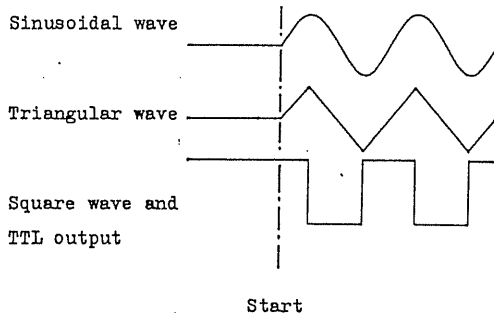 Sinusoidal wave
Triangular wave
Square wave and
TTL output
Start